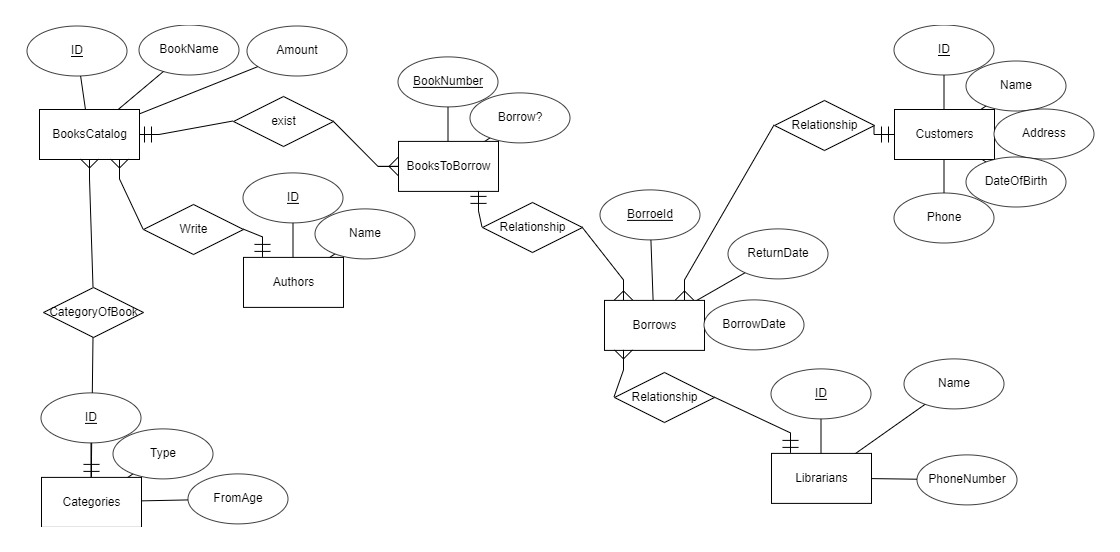 ID
BookName
Amount
BooksCatalog
exist
BookNumber
Borrow?
BooksToBorrow
Relationship
ID
Name
Customers
Address
DateOfBirth
Phone
ID
Name
Write
Authors
Relationship
BorroeId
ReturnDate
Borrows
BorrowDate
CategoryOfBook
Relationship
ID
Name
Librarians
PhoneNumber
ID
Type
Categories
FromAge